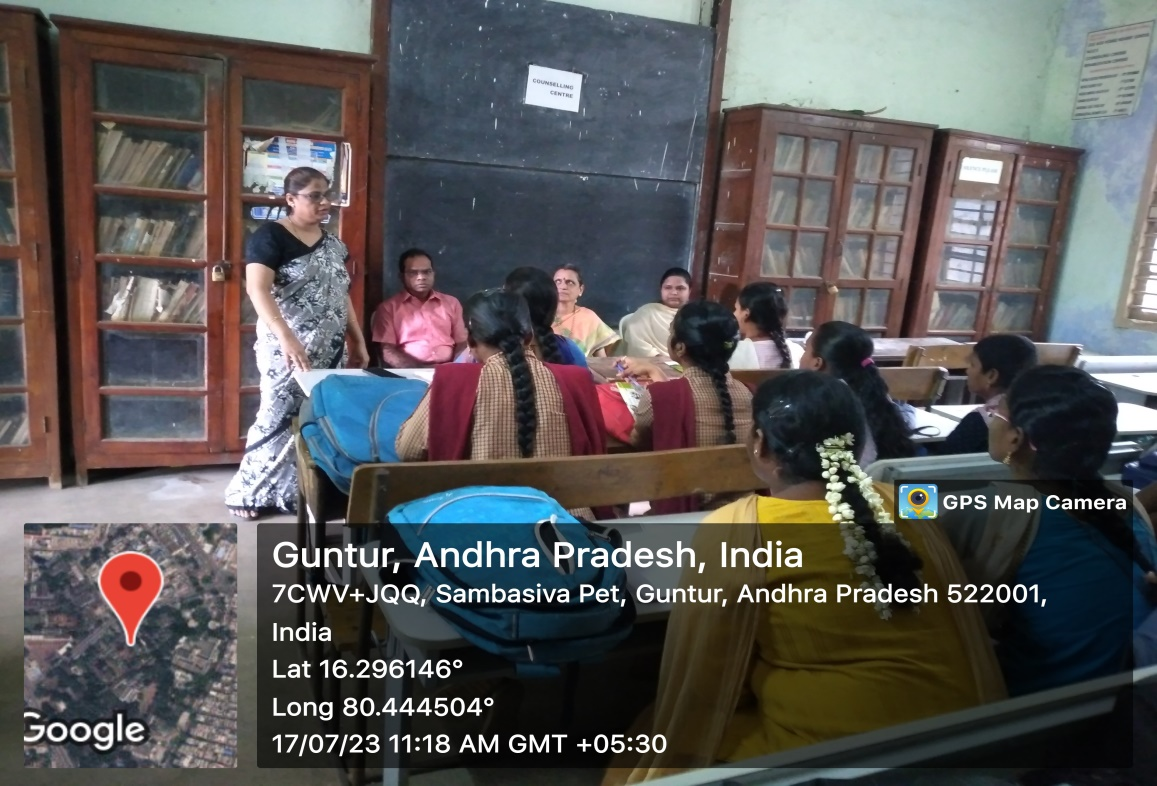 COUNSELLING
CENTRE
GPS Map Camera
Guntur, Andhra Pradesh, India
7CWV+JQQ, Sambasiva Pet, Guntur, Andhra Pradesh 522001,
India
Lat 16.296146°
Long 80.444504°
17/07/23 11:18 AM GMT +05:30
Google